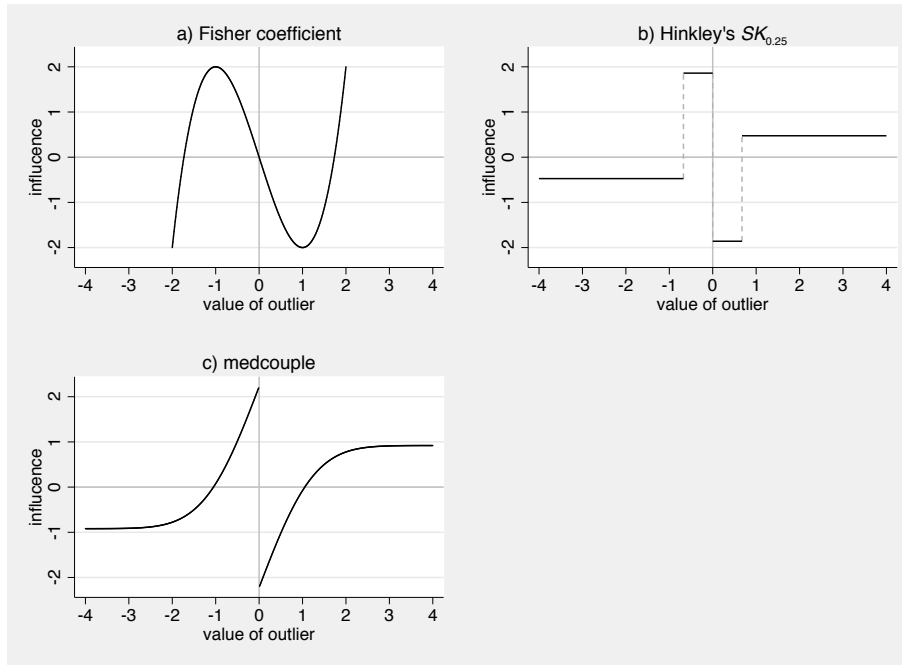 a) Fisher coefficient
2
1
0
-1
-2
influcence
-4 -3 -2 -1 0 1 2 3 4
value of outlier
b) Hinkley's SK0.25
2
1
0
-1
-2
influcence
-4 -3 -2 -1 0 1 2 3 4
value of outlier
c) medcouple
2
1
0
-1
-2
influcence
-4 -3 -2 -1 0 1 2 3 4
value of outlier